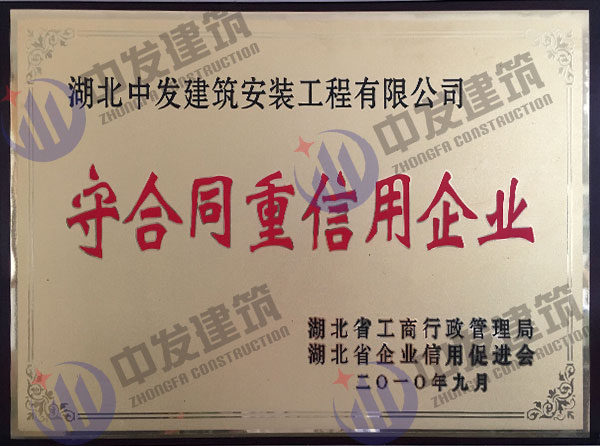 湖北中发建筑安装工程有限公司
守合同重信用企业
湖北省工商行政管理局
湖北省企业信用促进会
二〇一〇年九月
中发建筑
ZHONGFA CONSTRUCTION
中发建筑
ZHONGFA CONSTRUCTION
中发建筑
ZHONGFA CONSTRUCTION
中发建筑
ZHONGFA CONSTRUCTION